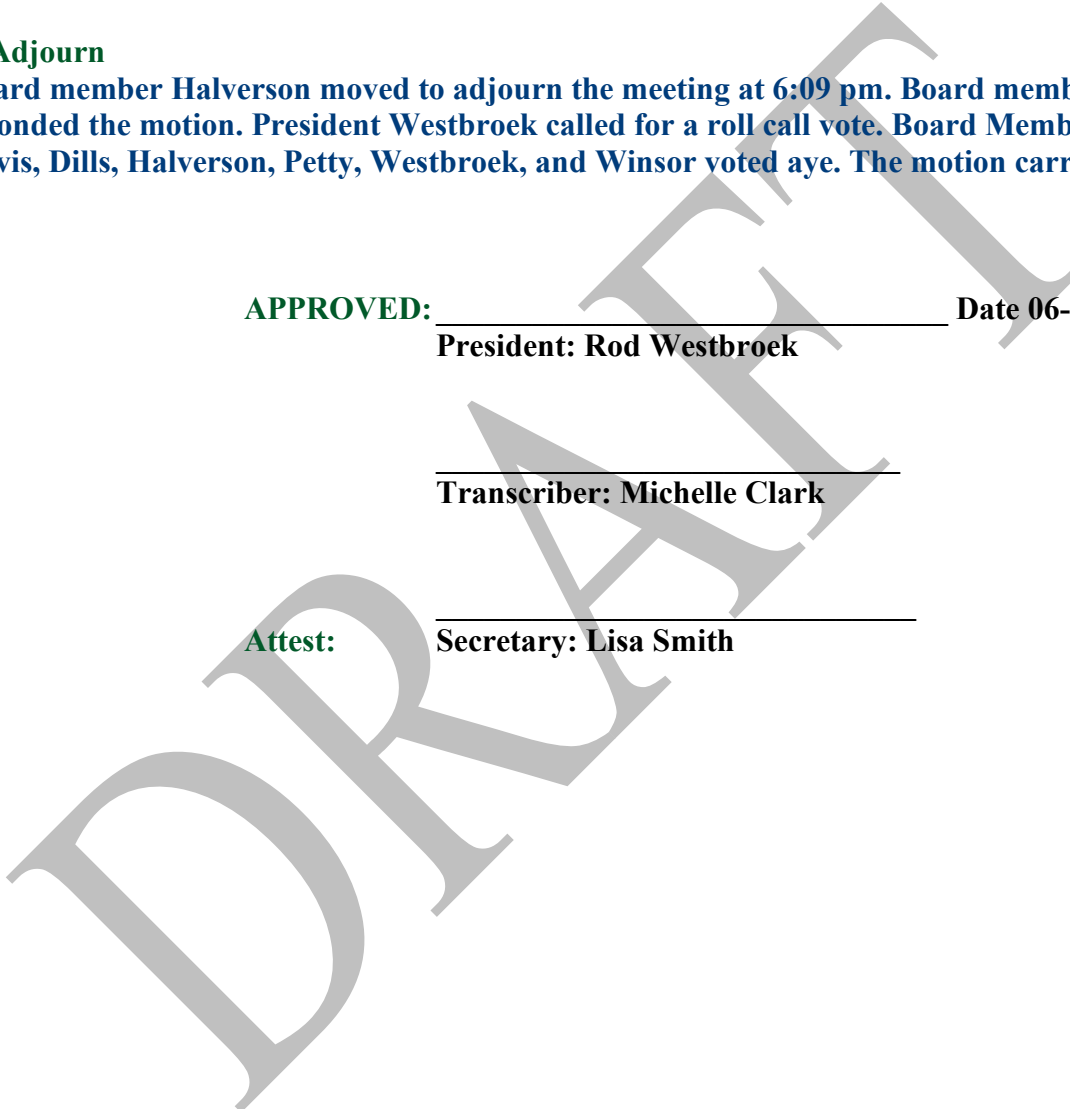 Adjourn
ard member Halverson moved to adjourn the meeting at 6:09 pm. Board memb
onded the motion. President Westbroek called for a roll call vote. Board Memb
vis, Dills, Halverson, Petty, Westbroek, and Winsor voted aye. The motion carr
APPROVED: Date 06-
President: Rod Westbroek
Transcriber: Michelle Clark
Attest: Secretary: Lisa Smith
DRAFT